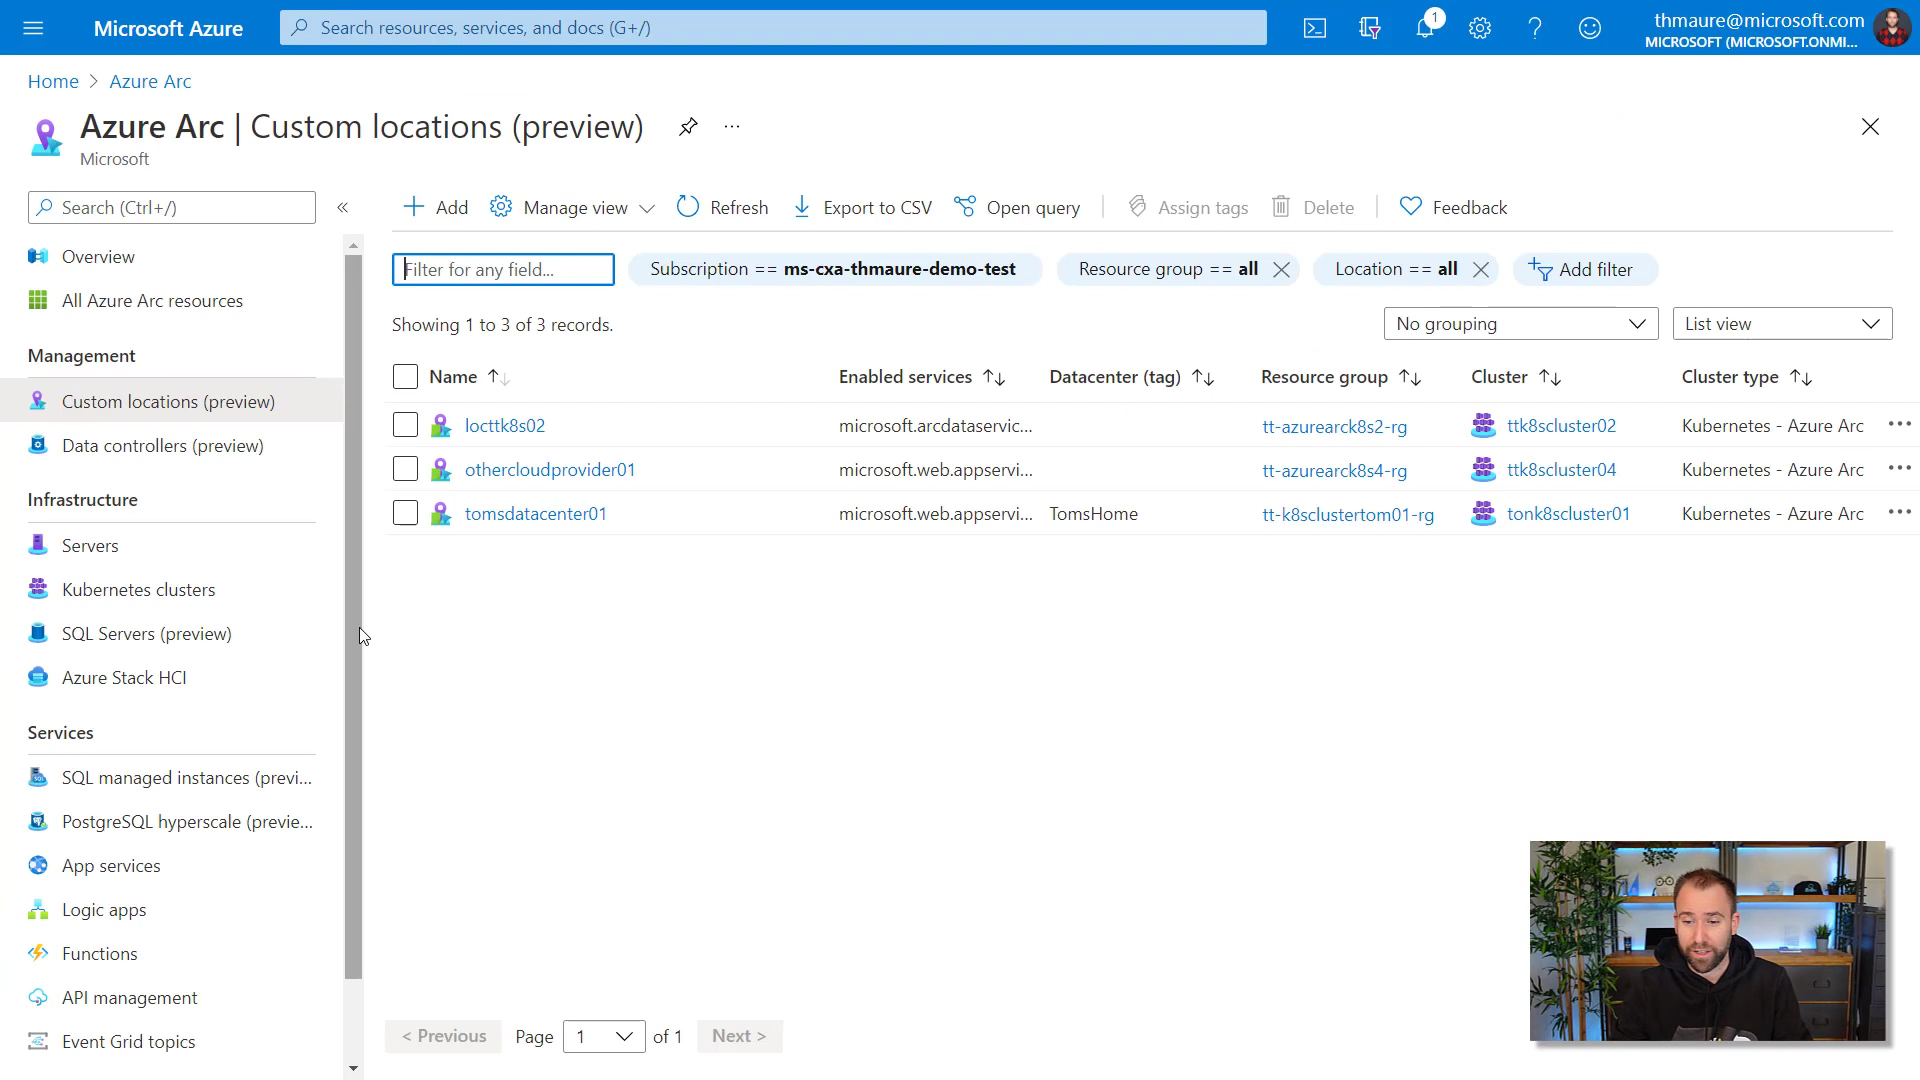 Microsoft Azure
Search resources, services, and docs (G+/)
1
thmaure@microsoft.com
MICROSOFT (MICROSOFT.ONMI...
Home > Azure Arc
Azure Arc | Custom locations (preview)
...
Microsoft
Search (Ctrl+/)
«
Add
Manage view
Refresh
Export to CSV
Open query
Assign tags
Delete
Feedback
Overview
All Azure Arc resources
Management
Custom locations (preview)
Data controllers (preview)
Infrastructure
Servers
Kubernetes clusters
SQL Servers (preview)
Azure Stack HCI
Services
SQL managed instances (previ...
PostgreSQL hyperscale (previe...
App services
Logic apps
Functions
API management
Event Grid topics
Filter for any field...
Subscription == ms-cxa-thmaure-demo-test
Resource group == all
Location == all
Add filter
Showing 1 to 3 of 3 records.
No grouping
List view
Name Enabled services Datacenter (tag) Resource group Cluster Cluster type
locttk8s02 microsoft.arcdataservic... tt-azurearck8s2-rg ttk8scluster02 Kubernetes - Azure Arc ...
othercloudprovider01 microsoft.web.appservi... tt-azurearck8s4-rg ttk8scluster04 Kubernetes - Azure Arc ...
tomsdatacenter01 microsoft.web.appservi... TomsHome tt-k8sclustertom01-rg tonk8scluster01 Kubernetes - Azure Arc ...
< Previous Page 1 of 1 Next >